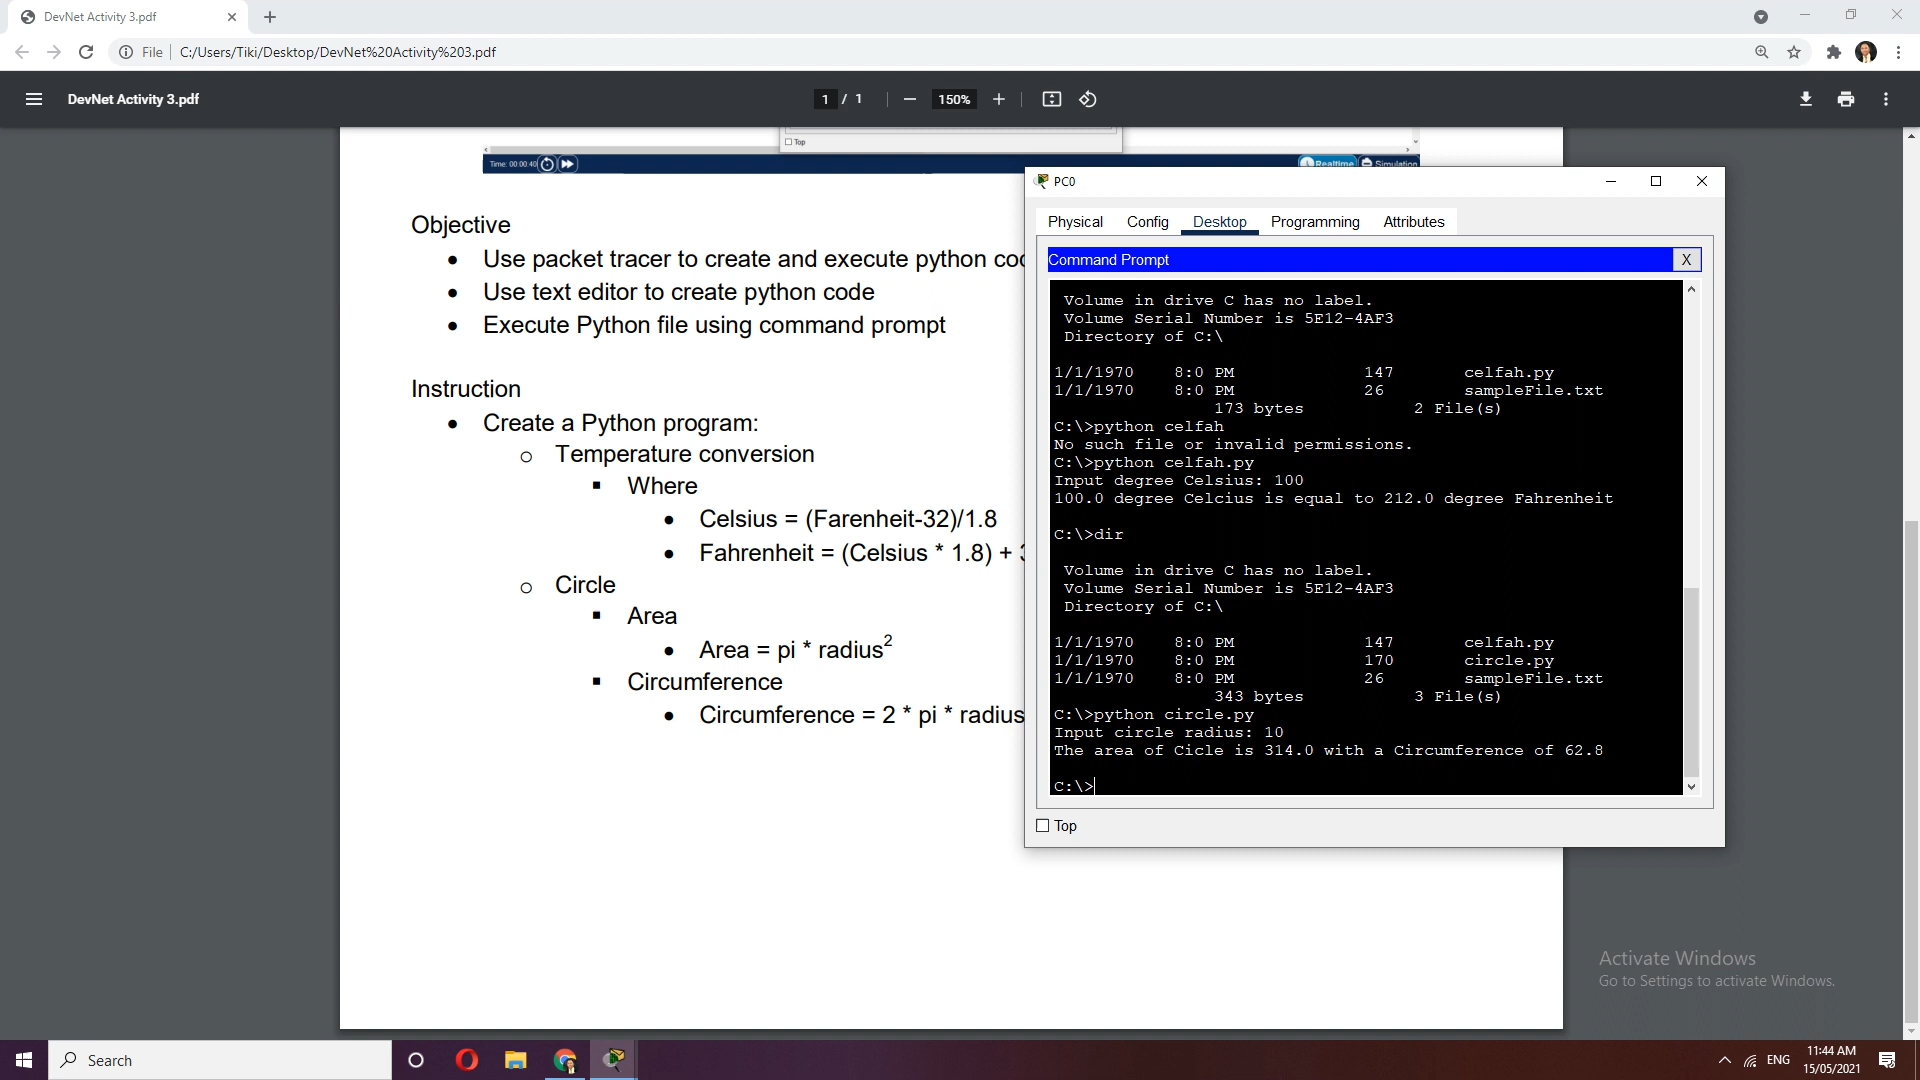 DevNet Activity 3.pdf
File
C:/Users/Tiki/Desktop/DevNet%20Activity%203.pdf
DevNet Activity 3.pdf
1 / 1
150%
Top
Time: 00:00:40
Realtime
Simulation
Objective
Use packet tracer to create and execute python co
Use text editor to create python code
Execute Python file using command prompt
Instruction
Create a Python program:
Temperature conversion
Where
Celsius = (Farenheit-32)/1.8
Fahrenheit = (Celsius * 1.8) +
Circle
Area
Area = pi * radius²
Circumference
Circumference = 2 * pi * radius
PC0
Physical Config Desktop Programming Attributes
Command Prompt
X
Volume in drive C has no label.
Volume Serial Number is 5E12-4AF3
Directory of C:\
1/1/1970 8:0 PM 147 celfah.py
1/1/1970 8:0 PM 26 sampleFile.txt
173 bytes 2 File(s)
C:\>python celfah
No such file or invalid permissions.
C:\>python celfah.py
Input degree Celsius: 100
100.0 degree Celcius is equal to 212.0 degree Fahrenheit
C:\>dir
Volume in drive C has no label.
Volume Serial Number is 5E12-4AF3
Directory of C:\
1/1/1970 8:0 PM 147 celfah.py
1/1/1970 8:0 PM 170 circle.py
1/1/1970 8:0 PM 26 sampleFile.txt
343 bytes 3 File(s)
C:\>python circle.py
Input circle radius: 10
The area of Cicle is 314.0 with a Circumference of 62.8
C:\>
Top
Activate Windows
Go to Settings to activate Windows.
Search
ENG
11:44 AM
15/05/2021